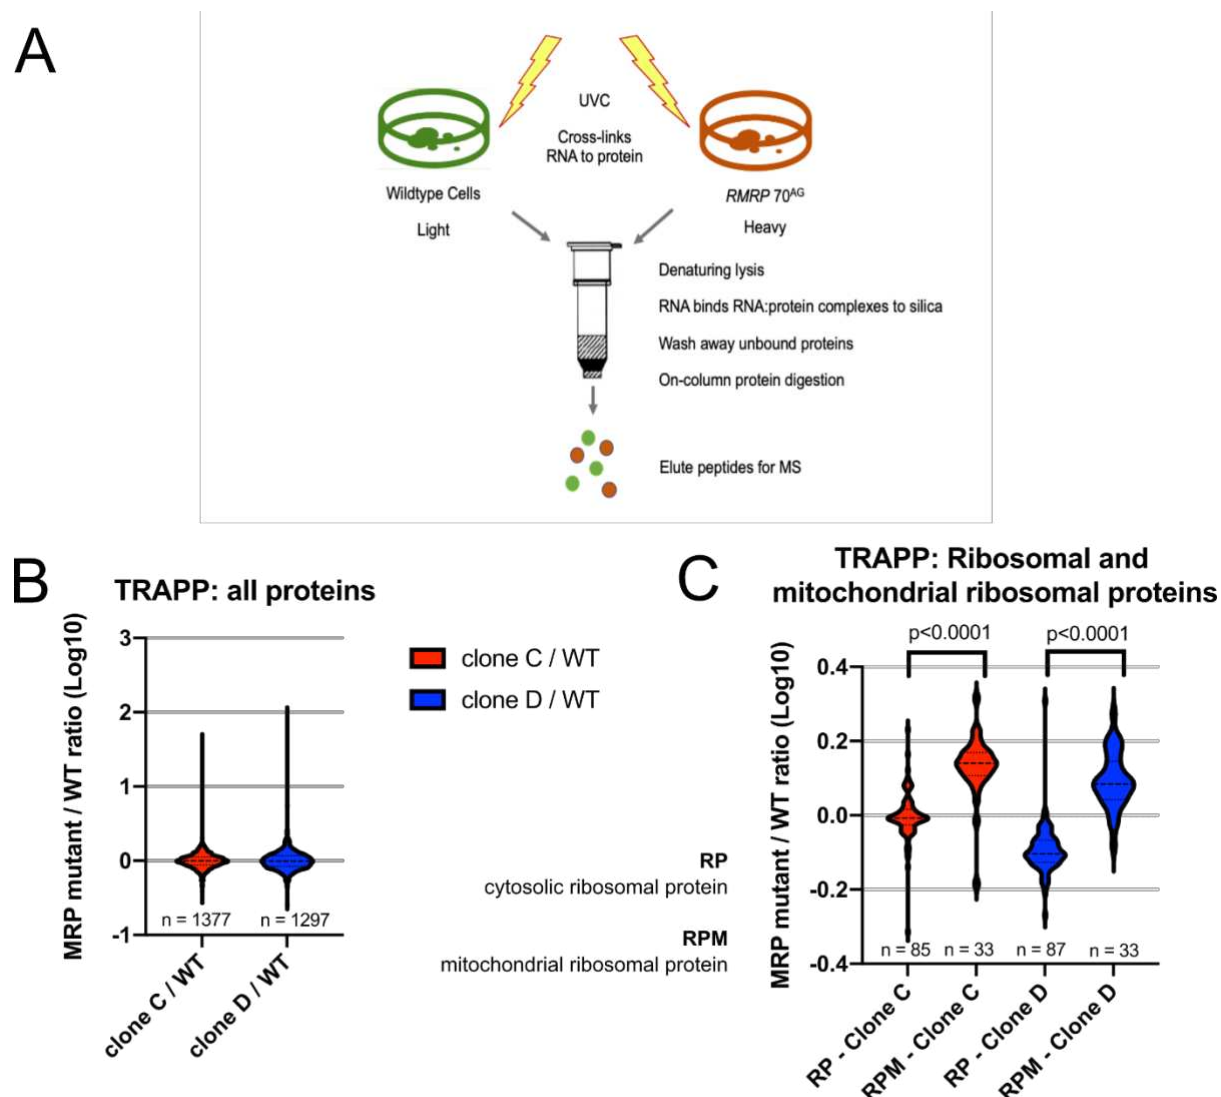 A
UVC
Cross-links
RNA to protein
Wildtype Cells
Light
RMRP 70ᴬᴳ
Heavy
Denaturing lysis
RNA binds RNA:protein complexes to silica
Wash away unbound proteins
On-column protein digestion
Elute peptides for MS
B
TRAPP: all proteins
MRP mutant / WT ratio (Log10)
3
2
1
0
-1
n = 1377
n = 1297
clone C / WT
clone D / WT
clone C / WT
clone D / WT
RP
cytosolic ribosomal protein
RPM
mitochondrial ribosomal protein
C
TRAPP: Ribosomal and
mitochondrial ribosomal proteins
p<0.0001
p<0.0001
MRP mutant / WT ratio (Log10)
0.4
0.2
0.0
-0.2
-0.4
n = 85
n = 33
n = 87
n = 33
RP - Clone C
RPM - Clone C
RP - Clone D
RPM - Clone D